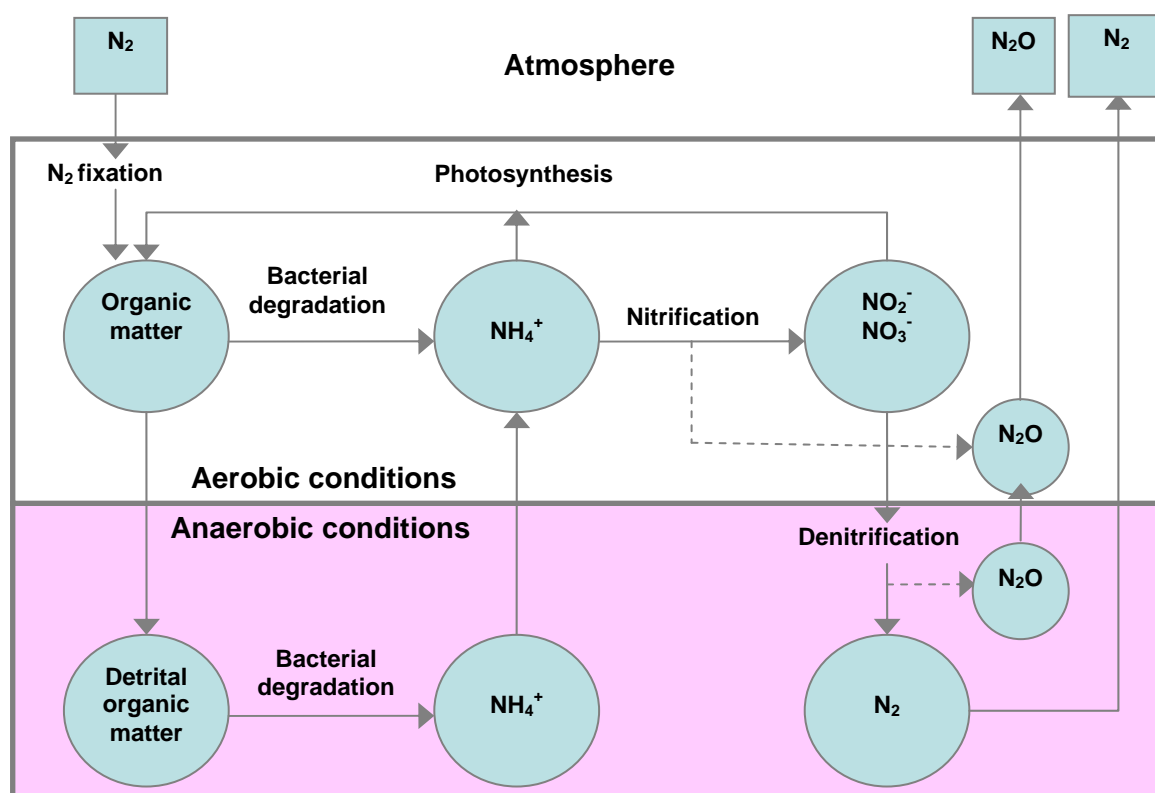 N₂
Atmosphere
N₂O
N₂
N₂ fixation
Photosynthesis
Organic
matter
Bacterial
degradation
NH₄⁺
Nitrification
NO₂⁻
NO₃⁻
N₂O
Aerobic conditions
Anaerobic conditions
Denitrification
N₂O
Detrital
organic
matter
Bacterial
degradation
NH₄⁺
N₂